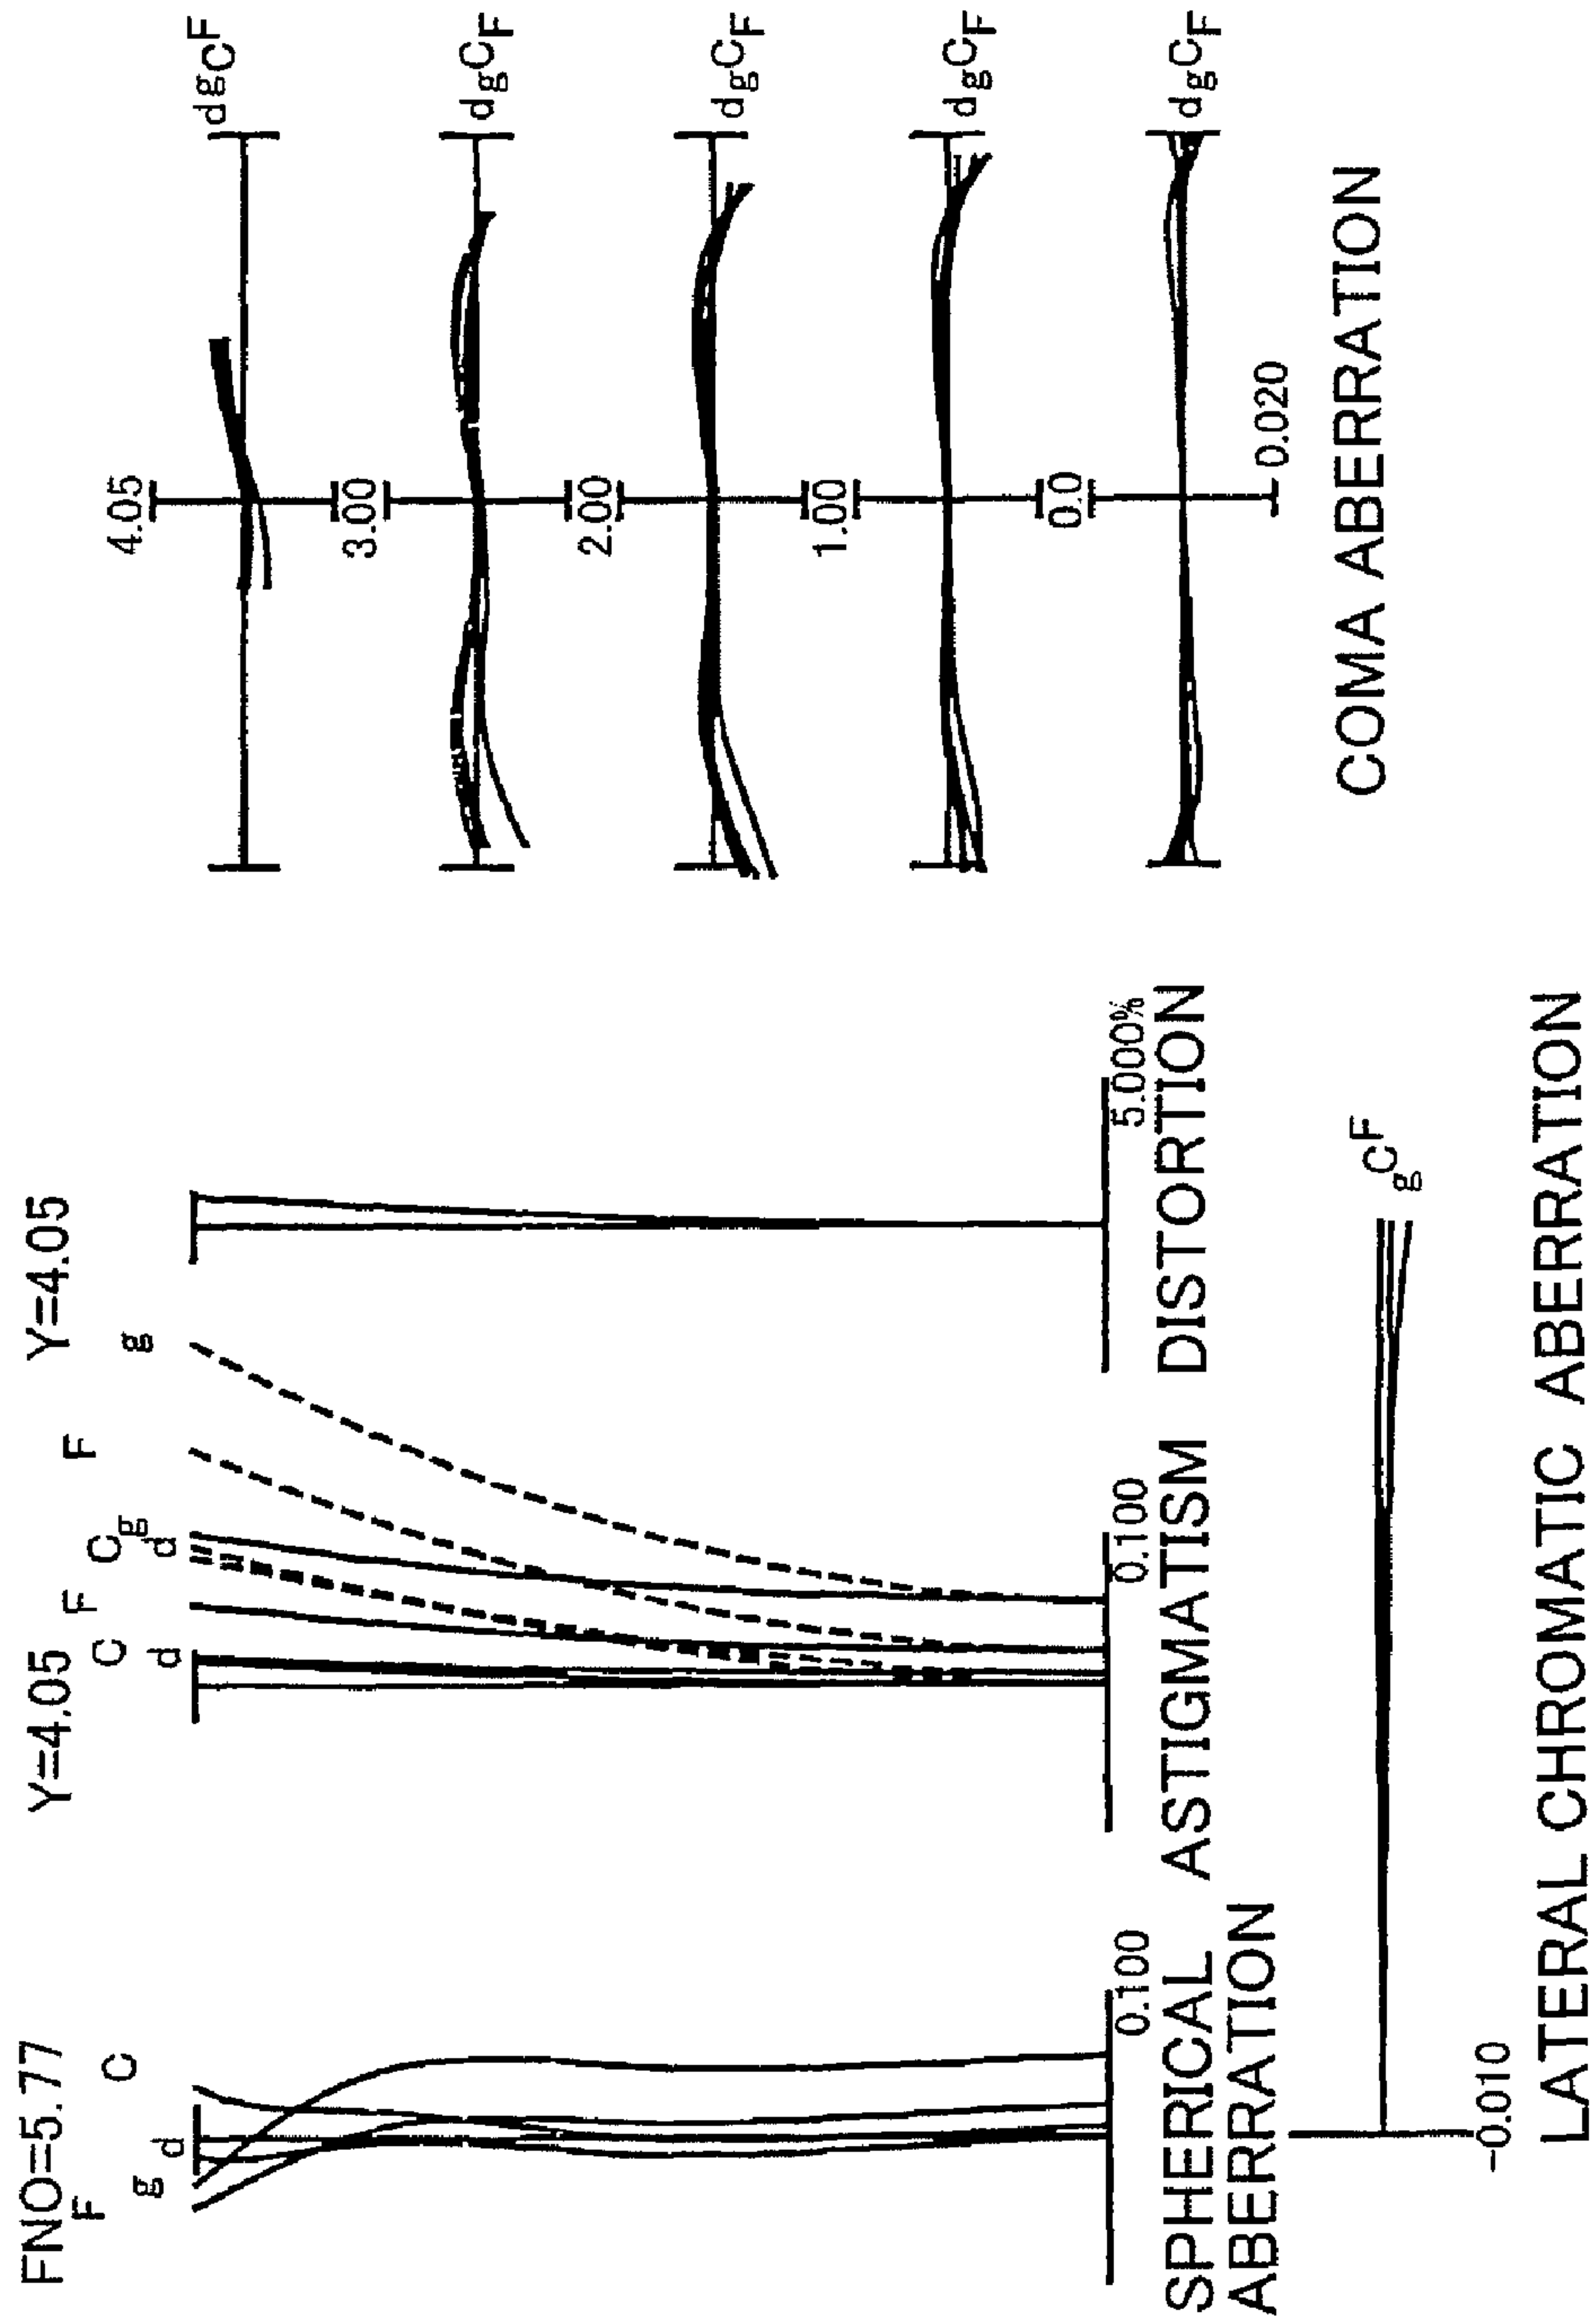 FNO=5.77
F
g
d
C
0.100
SPHERICAL
ABERRATION
Y=4.05
C
d
F
C
g
d
F
g
0.100
ASTIGMATISM
Y=4.05
5.000%
DISTORTION
-0.010
g
C
F
LATERAL CHROMATIC ABERRATION
4.05
d g C F
3.00
d g C F
2.00
d g C F
1.00
d g C F
0.0
d g C F
0.020
COMA ABERRATION